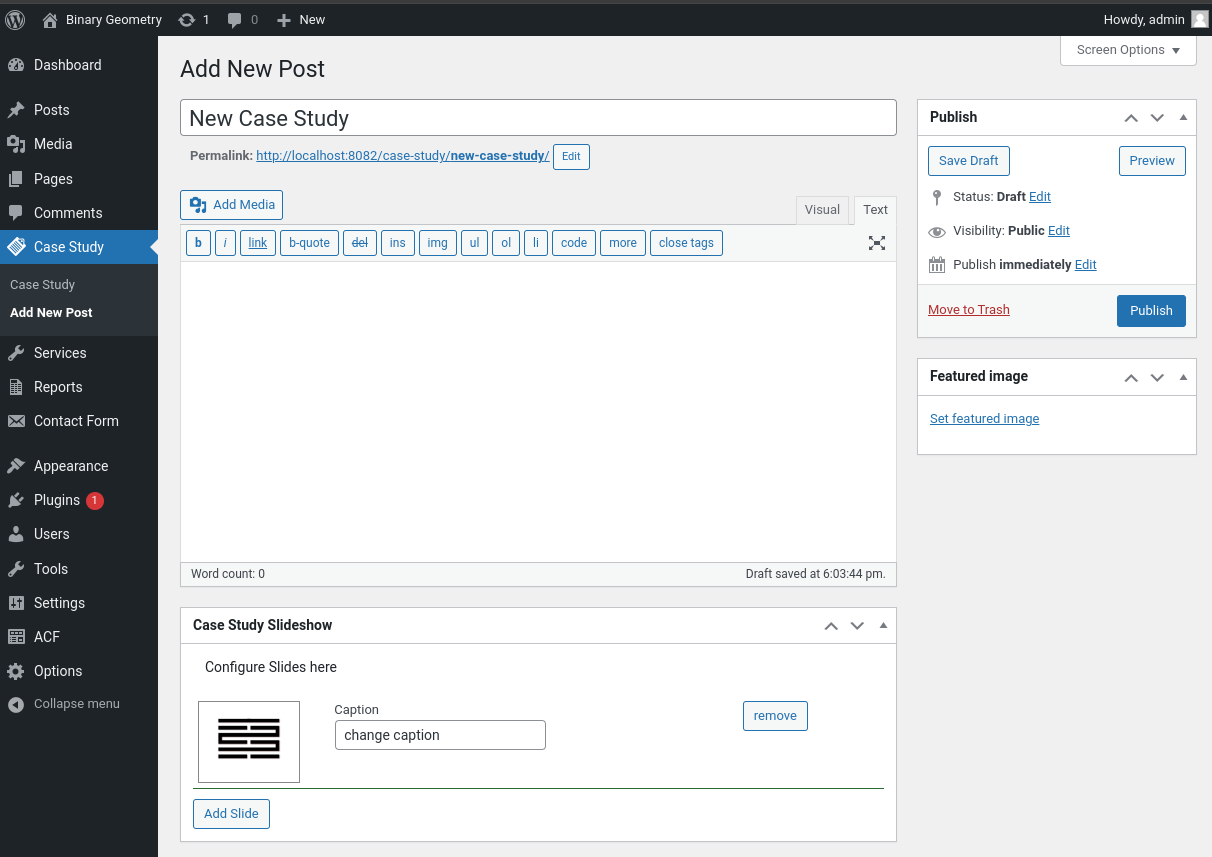 Binary Geometry 1 0 New Howdy, admin
Screen Options
Dashboard
Posts
Media
Pages
Comments
Case Study
Case Study
Add New Post
Services
Reports
Contact Form
Appearance
Plugins 1
Users
Tools
Settings
ACF
Options
Collapse menu
Add New Post
New Case Study
Permalink: http://localhost:8082/case-study/new-case-study/ Edit
Add Media
Visual Text
b i link b-quote del ins img ul ol li code more close tags
Word count: 0 Draft saved at 6:03:44 pm.
Case Study Slideshow
Configure Slides here
Caption
change caption
remove
Add Slide
Publish
Save Draft Preview
Status: Draft Edit
Visibility: Public Edit
Publish immediately Edit
Move to Trash Publish
Featured image
Set featured image